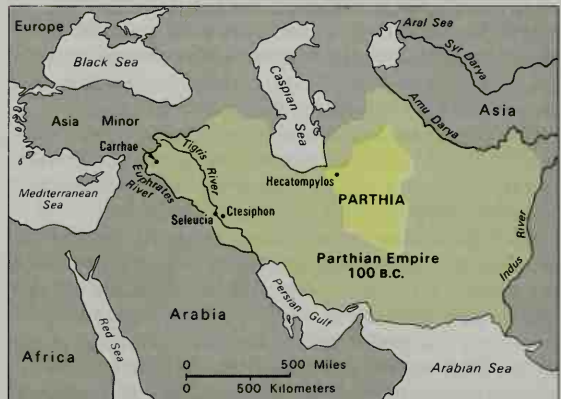 Europe
Black Sea
Aral Sea
Syr Darya
Amu Darya
Asia
Caspian
Sea
Asia Minor
Carrhae
Tigris
River
Mediterranean
Sea
Euphrates
River
Hecatompylos
PARTHIA
Seleucia
Ctesiphon
Parthian Empire
100 B.C.
Indus
River
Persian Gulf
Arabia
Red Sea
Africa
Arabian Sea
0 500 Miles
0 500 Kilometers